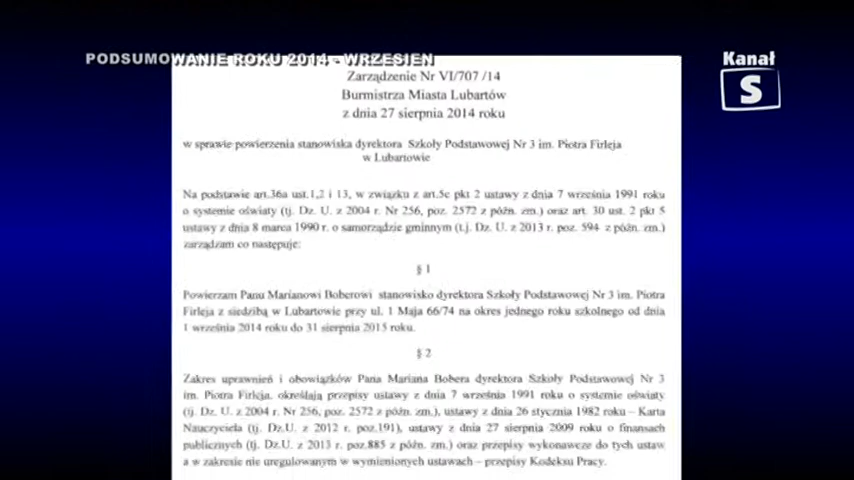 PODSUMOWANIE ROKU 2014 - WRZESIEŃ
Kanał
S
Zarządzenie Nr VI/707 /14
Burmistrza Miasta Lubartów
z dnia 27 sierpnia 2014 roku
w sprawie powierzenia stanowiska dyrektora Szkoły Podstawowej Nr 3 im. Piotra Firleja
w Lubartowie
Na podstawie art.36a ust.1,2 i 13, w związku z art.5c pkt 2 ustawy z dnia 7 września 1991 roku
o systemie oświaty (tj. Dz. U. z 2004 r. Nr 256, poz. 2572 z późn. zm.) oraz art. 30 ust. 2 pkt 5
ustawy z dnia 8 marca 1990 r. o samorządzie gminnym (t.j. Dz. U. z 2013 r. poz. 594 z późn. zm.)
zarządzam co następuje:
§ 1
Powierzam Panu Marianowi Boberowi stanowisko dyrektora Szkoły Podstawowej Nr 3 im. Piotra
Firleja z siedzibą w Lubartowie przy ul. 1 Maja 66/74 na okres jednego roku szkolnego od dnia
1 września 2014 roku do 31 sierpnia 2015 roku.
§ 2
Zakres uprawnień i obowiązków Pana Mariana Bobera dyrektora Szkoły Podstawowej Nr 3
im. Piotra Firleja, określają przepisy ustawy z dnia 7 września 1991 roku o systemie oświaty
(tj. Dz. U. z 2004 r. Nr 256, poz. 2572 z późn. zm.), ustawy z dnia 26 stycznia 1982 roku – Karta
Nauczyciela (tj. Dz.U. z 2012 r. poz.191), ustawy z dnia 27 sierpnia 2009 roku o finansach
publicznych (tj. Dz.U. z 2013 r. poz.885 z późn. zm.) oraz przepisy wykonawcze do tych ustaw
a w zakresie nie uregulowanym w wymienionych ustawach – przepisy Kodeksu Pracy.